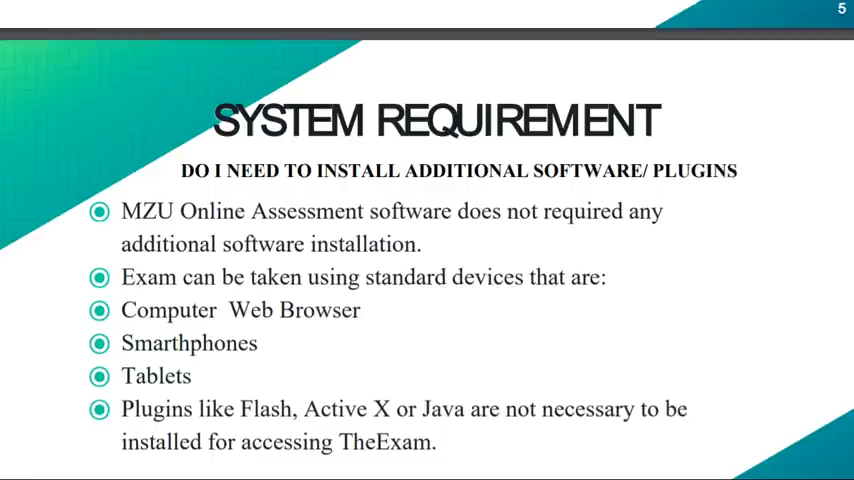 5
SYSTEM REQUIREMENT
DO I NEED TO INSTALL ADDITIONAL SOFTWARE/ PLUGINS
MZU Online Assessment software does not required any
additional software installation.
Exam can be taken using standard devices that are:
Computer  Web Browser
Smarthphones
Tablets
Plugins like Flash, Active X or Java are not necessary to be
installed for accessing TheExam.